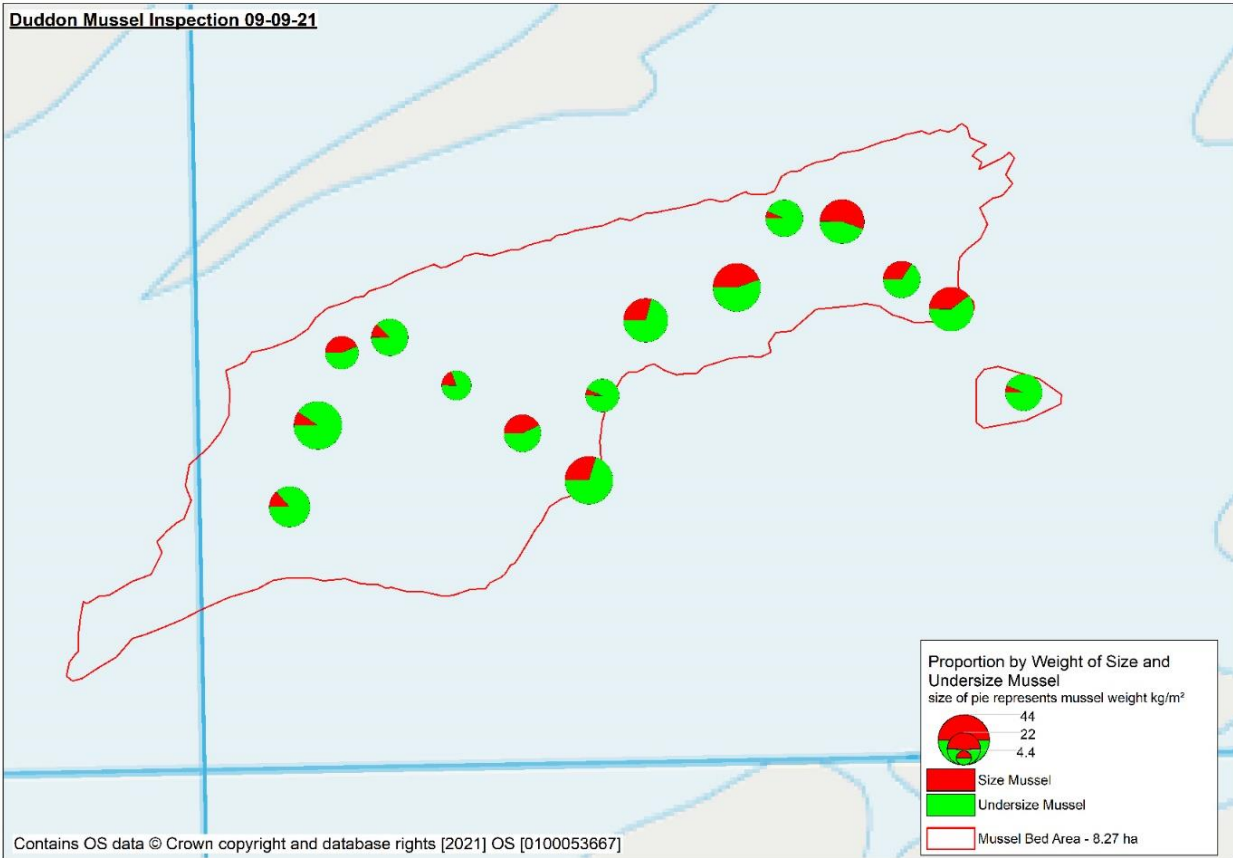 Duddon Mussel Inspection 09-09-21
Proportion by Weight of Size and
Undersize Mussel
size of pie represents mussel weight kg/m²
44
22
4.4
Size Mussel
Undersize Mussel
Mussel Bed Area - 8.27 ha
Contains OS data © Crown copyright and database rights [2021] OS [0100053667]